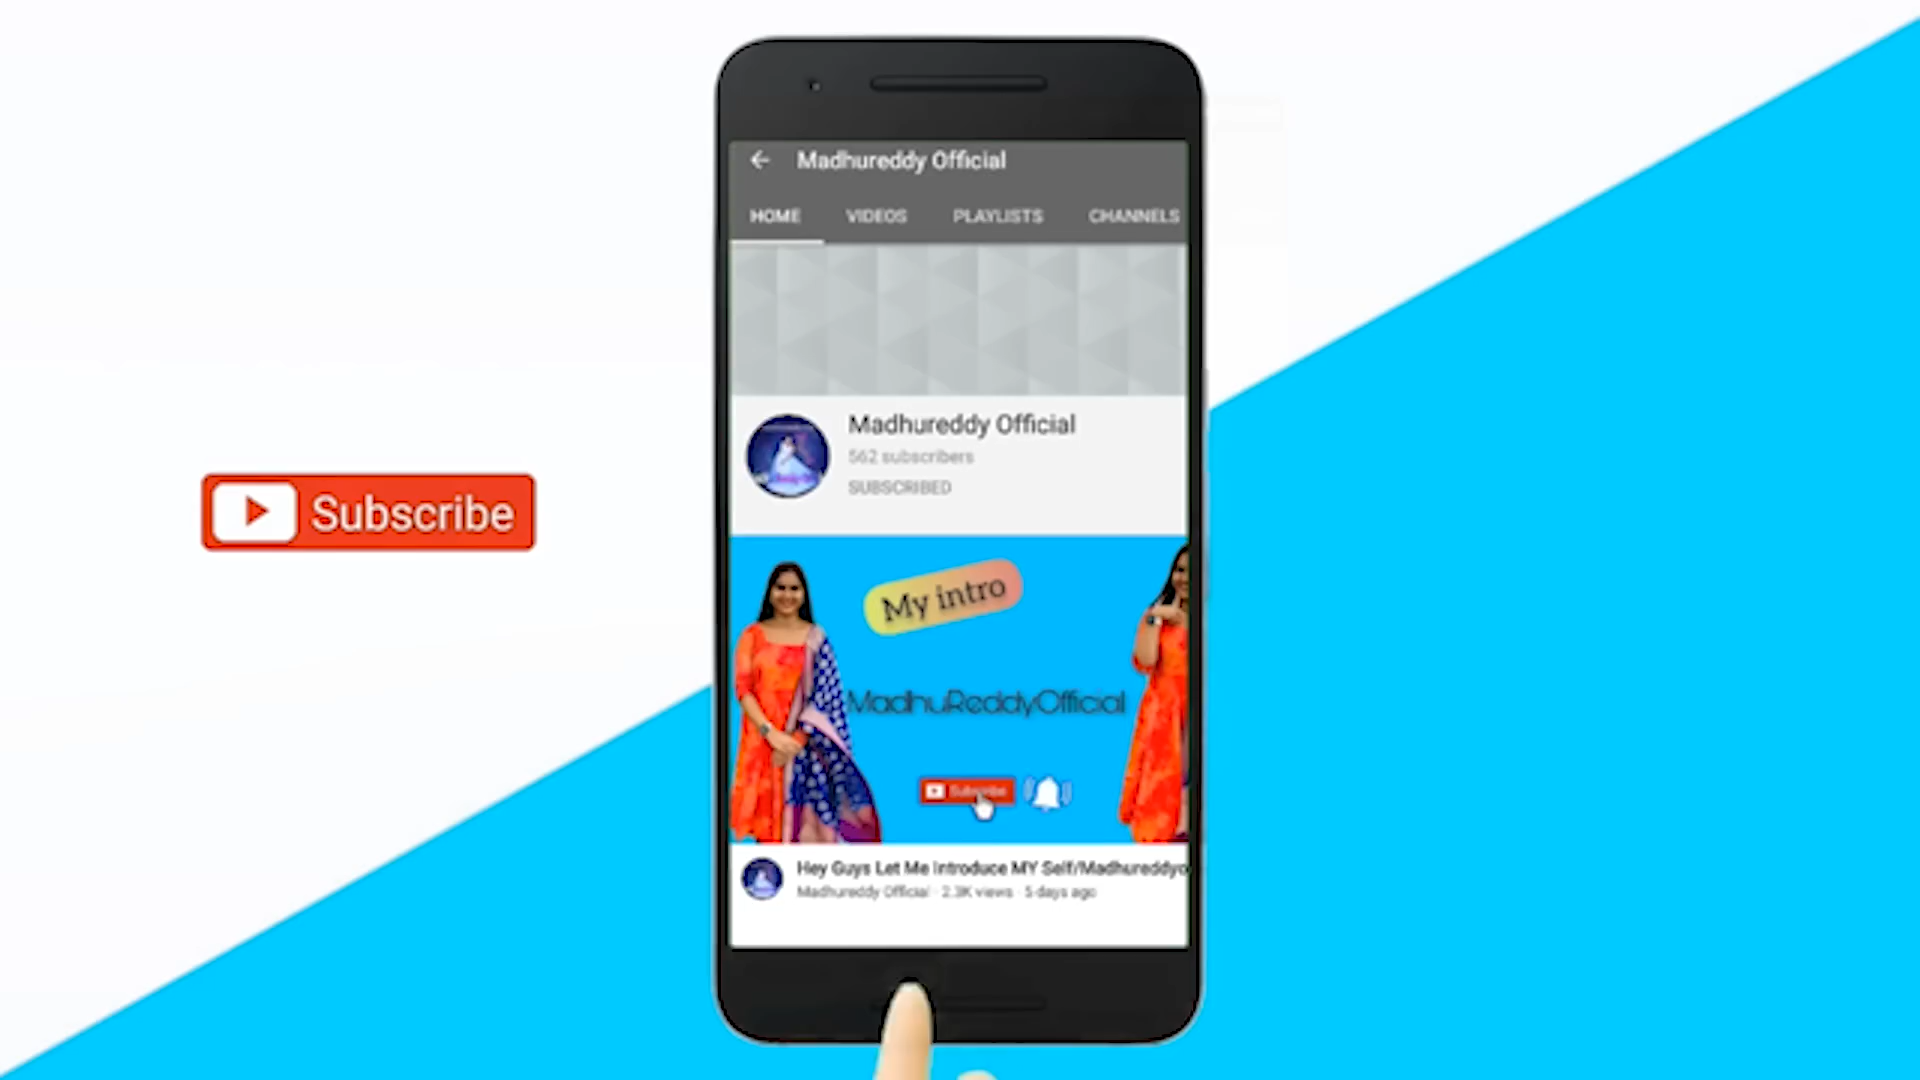 Madhureddy Official
HOME VIDEOS PLAYLISTS CHANNELS
Madhureddy Official
562 subscribers
SUBSCRIBED
Subscribe
My intro
MadhuReddyOfficial
Subscribe
Hey Guys Let Me Introduce MY Self/Madhureddyo
Madhureddy Official · 2.3K views · 5 days ago